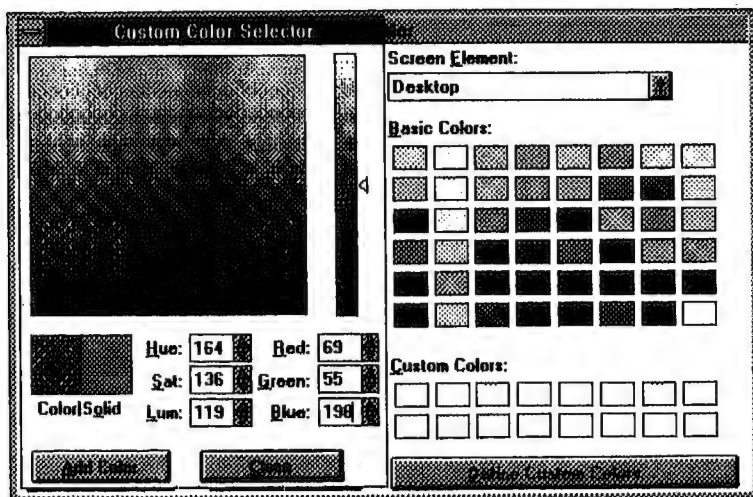 Custom Color Selector
Screen Element:
Desktop
Basic Colors:
Hue: 164 Red: 69
Sat: 136 Green: 55
Lum: 119 Blue: 198
Color|Solid
Custom Colors:
Add Color Close
Define Custom Colors